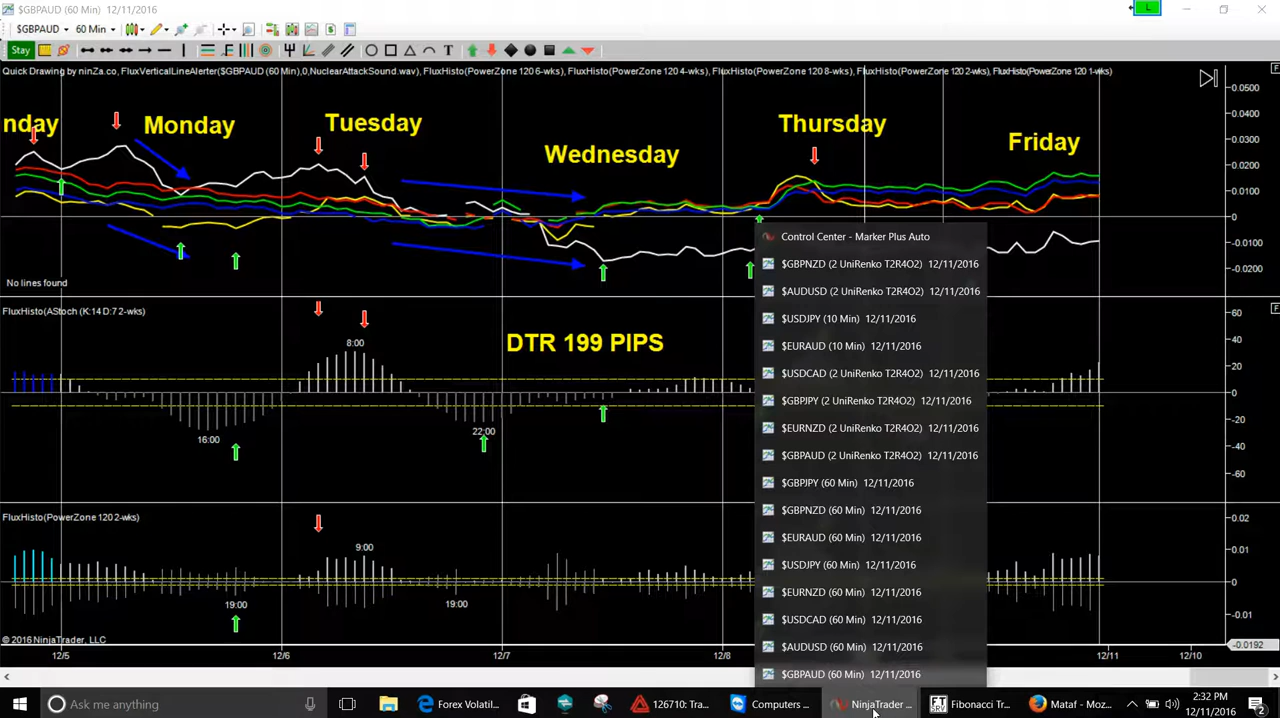 $GBPAUD (60 Min)  12/11/2016
L
$GBPAUD
60 Min
Stay
F
T
Quick Drawing by ninZa.co, FluxVerticalLineAlerter($GBPAUD (60 Min),0,NuclearAttackSound.wav), FluxHisto(PowerZone 120 6-wks), FluxHisto(PowerZone 120 4-wks), FluxHisto(PowerZone 120 8-wks), FluxHisto(PowerZone 120 2-wks), FluxHisto(PowerZone 120 1-wks)
F
0.0500
0.0400
0.0300
0.0200
0.0100
0
-0.0100
-0.0200
nday
Monday
Tuesday
Wednesday
Thursday
Friday
No lines found
FluxHisto(AStoch (K:14 D:7 2-wks)
F
60
40
20
0
-20
-40
-60
8:00
DTR 199 PIPS
16:00
22:00
FluxHisto(PowerZone 120 2-wks)
0.02
0.01
0
-0.01
-0.0192
9:00
19:00
19:00
© 2016 NinjaTrader, LLC
12/5
12/6
12/7
12/8
12/11
12/10
Control Center - Marker Plus Auto
$GBPNZD (2 UniRenko T2R4O2)  12/11/2016
$AUDUSD (2 UniRenko T2R4O2)  12/11/2016
$USDJPY (10 Min)  12/11/2016
$EURAUD (10 Min)  12/11/2016
$USDCAD (2 UniRenko T2R4O2)  12/11/2016
$GBPJPY (2 UniRenko T2R4O2)  12/11/2016
$EURNZD (2 UniRenko T2R4O2)  12/11/2016
$GBPAUD (2 UniRenko T2R4O2)  12/11/2016
$GBPJPY (60 Min)  12/11/2016
$GBPNZD (60 Min)  12/11/2016
$EURAUD (60 Min)  12/11/2016
$USDJPY (60 Min)  12/11/2016
$EURNZD (60 Min)  12/11/2016
$USDCAD (60 Min)  12/11/2016
$AUDUSD (60 Min)  12/11/2016
$GBPAUD (60 Min)  12/11/2016
Ask me anything
Forex Volatil...
126710: Tra...
Computers ...
NinjaTrader ...
FT
SRY
Fibonacci Tr...
Mataf - Moz...
2:32 PM
12/11/2016
2